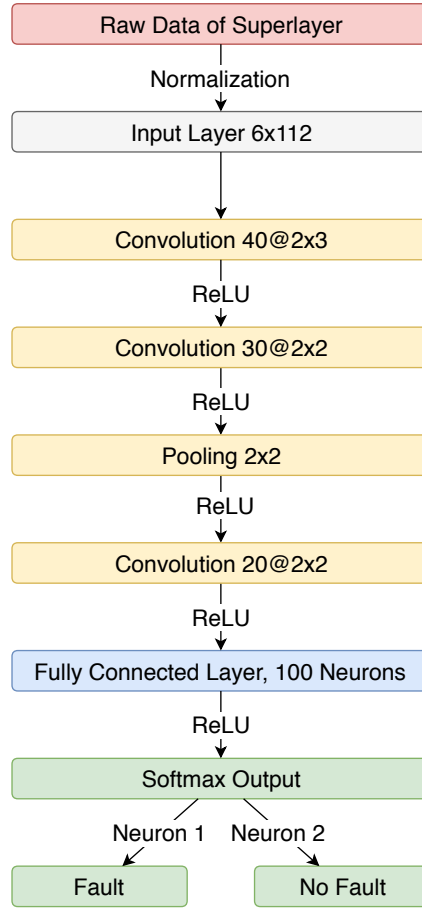 Raw Data of Superlayer
Normalization
Input Layer 6x112
Convolution 40@2x3
ReLU
Convolution 30@2x2
ReLU
Pooling 2x2
ReLU
Convolution 20@2x2
ReLU
Fully Connected Layer, 100 Neurons
ReLU
Softmax Output
Neuron 1 Neuron 2
Fault No Fault